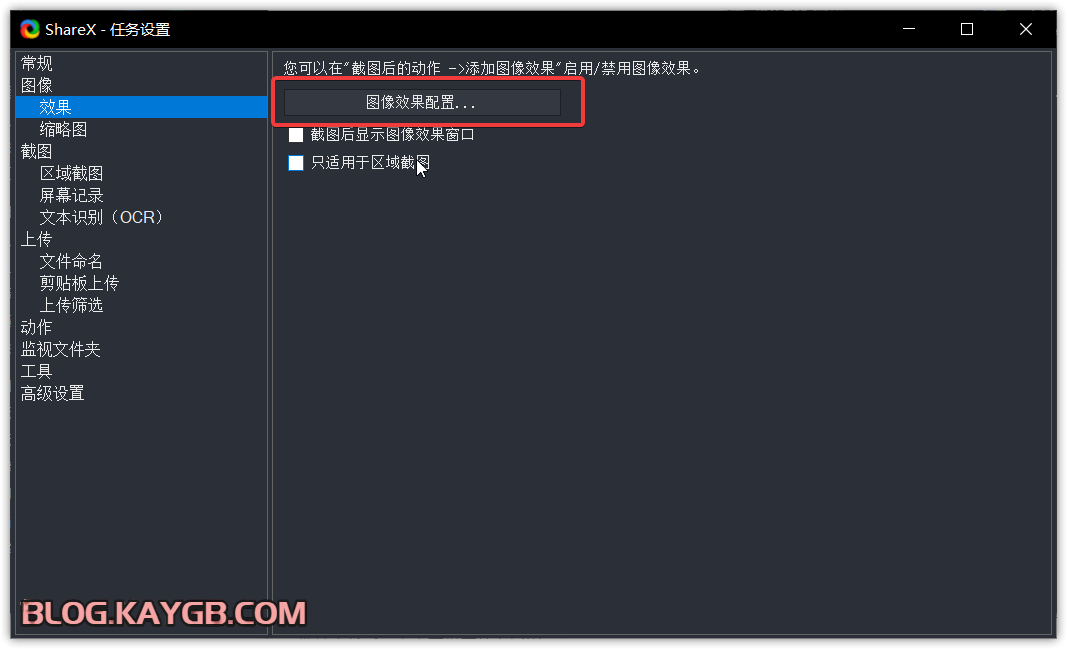 ShareX - 任务设置
常规
图像
效果
缩略图
截图
区域截图
屏幕记录
文本识别（OCR）
上传
文件命名
剪贴板上传
上传筛选
动作
监视文件夹
工具
高级设置
您可以在"截图后的动作 ->添加图像效果"启用/禁用图像效果。
图像效果配置...
截图后显示图像效果窗口
只适用于区域截图
BLOG.KAYGB.COM